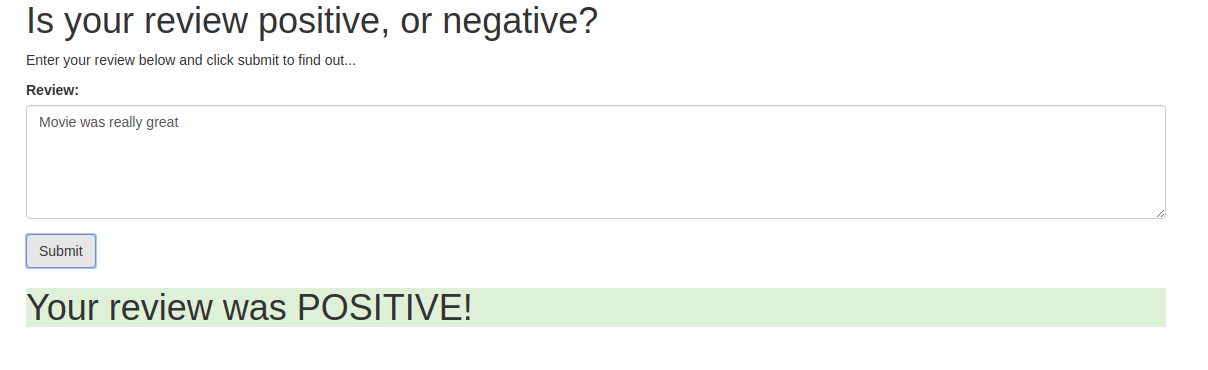 Is your review positive, or negative?
Enter your review below and click submit to find out...
Review:
Movie was really great
Submit
Your review was POSITIVE!